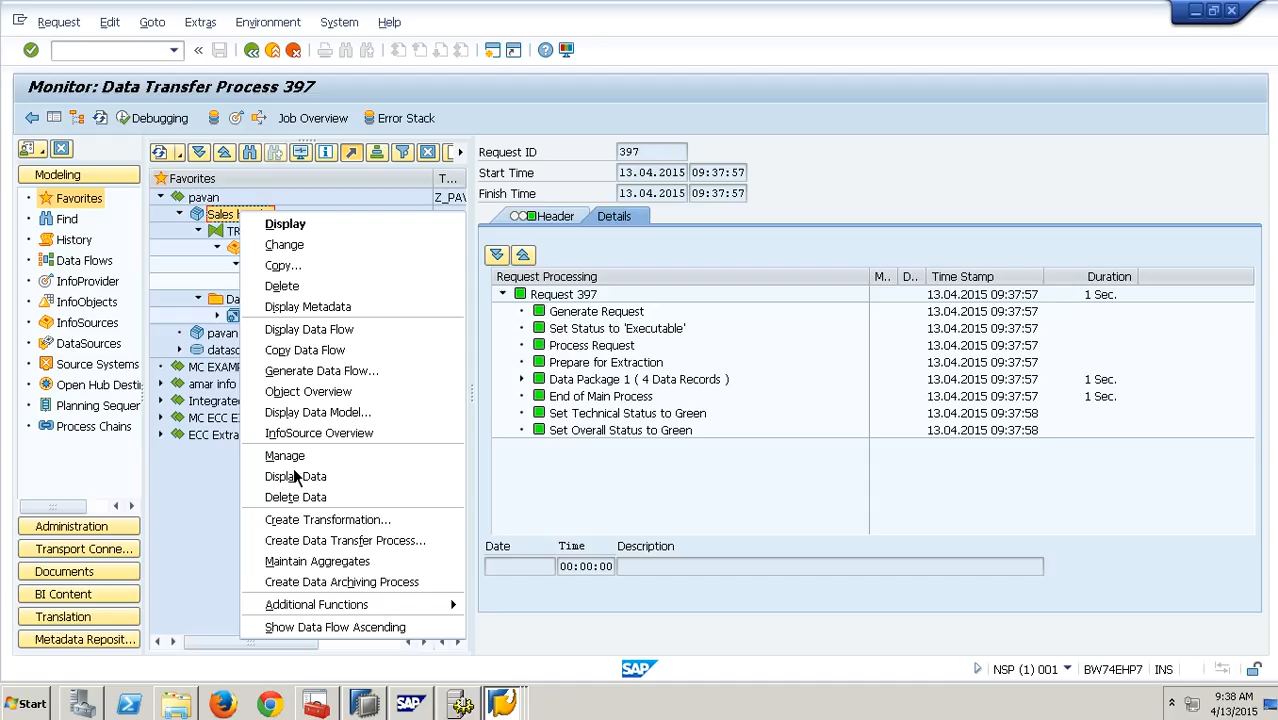 Request Edit Goto Extras Environment System Help
Monitor: Data Transfer Process 397
Debugging Job Overview Error Stack
Modeling
Favorites
Find
History
Data Flows
InfoProvider
InfoObjects
InfoSources
DataSources
Source Systems
Open Hub Desti
Planning Sequer
Process Chains
Administration
Transport Conne...
Documents
BI Content
Translation
Metadata Reposit...
Favorites T...
pavan Z_PAV
Sales
TR
Da
pavan
dataso
MC EXAMP
amar info
Integrate
MC ECC E
ECC Extra
Display
Change
Copy...
Delete
Display Metadata
Display Data Flow
Copy Data Flow
Generate Data Flow...
Object Overview
Display Data Model...
InfoSource Overview
Manage
Display Data
Delete Data
Create Transformation...
Create Data Transfer Process...
Maintain Aggregates
Create Data Archiving Process
Additional Functions
Show Data Flow Ascending
Request ID 397
Start Time 13.04.2015 09:37:57
Finish Time 13.04.2015 09:37:57
Header Details
Request Processing M.. D.. Time Stamp Duration
Request 397 13.04.2015 09:37:57 1 Sec.
Generate Request 13.04.2015 09:37:57
Set Status to 'Executable' 13.04.2015 09:37:57
Process Request 13.04.2015 09:37:57
Prepare for Extraction 13.04.2015 09:37:57
Data Package 1 ( 4 Data Records ) 13.04.2015 09:37:57 1 Sec.
End of Main Process 13.04.2015 09:37:57 1 Sec.
Set Technical Status to Green 13.04.2015 09:37:58
Set Overall Status to Green 13.04.2015 09:37:58
Date Time Description
00:00:00
SAP
NSP (1) 001 BW74EHP7 INS
Start
SAP
9:38 AM
4/13/2015